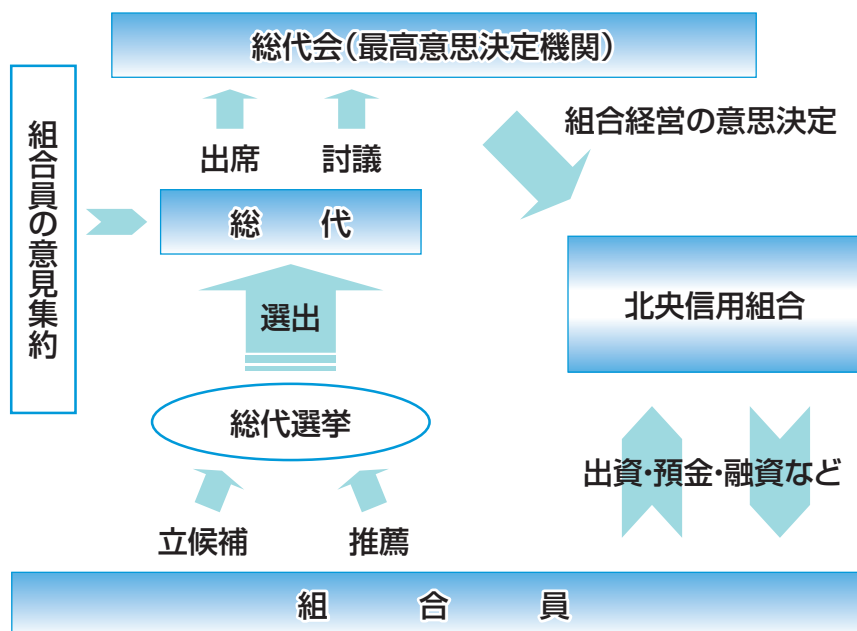 総代会（最高意思決定機関）
組合員の意見集約
組合経営の意思決定
出席
討議
総 代
北央信用組合
選出
総代選挙
出資・預金・融資など
立候補
推薦
組 合 員